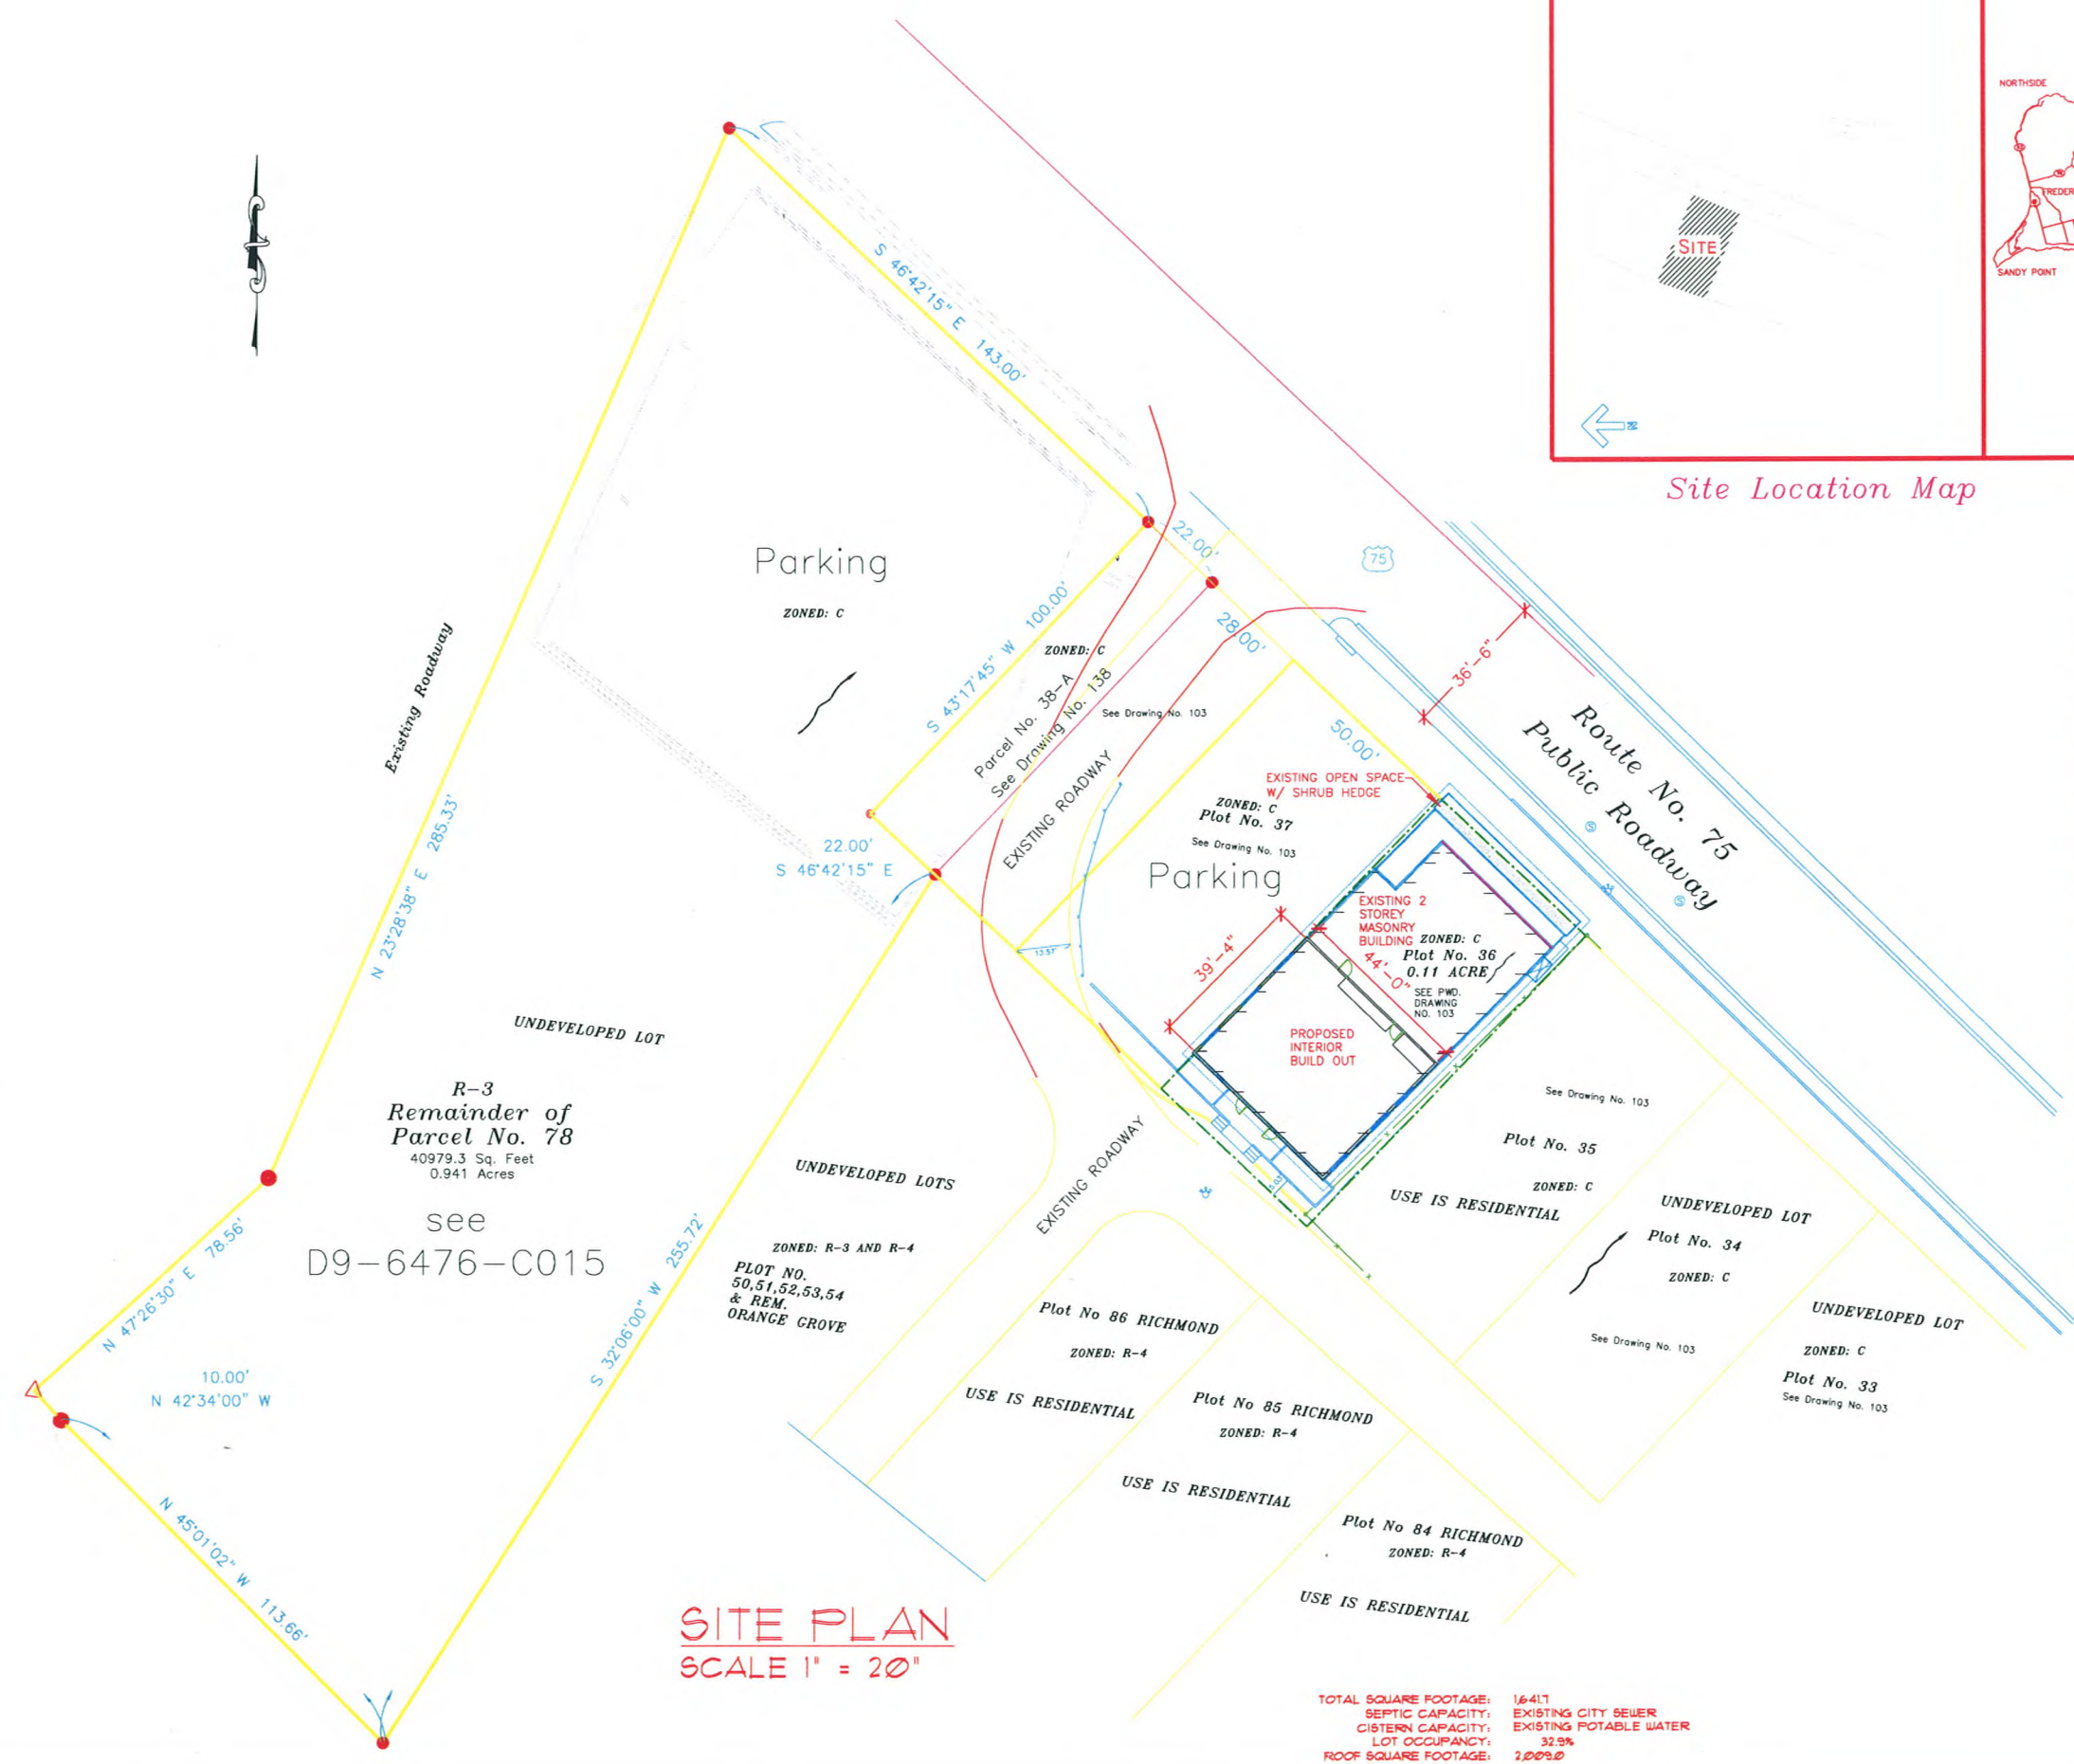 NORTHSIDE
SANDY POINT
SITE
N
Site Location Map
S 46°42'15" E 143.00'
22.00'
28.00'
50.00'
75
36'-6"
Route No. 75
Public Roadway
Parking
ZONED: C
S 43°17'45" W 100.00'
ZONED: C
Parcel No. 38-A
See Drawing No. 138
See Drawing No. 103
EXISTING ROADWAY
22.00'
S 46°42'15" E
Existing Roadway
N 23°28'38" E 285.33'
EXISTING OPEN SPACE
W/ SHRUB HEDGE
ZONED: C
Plot No. 37
See Drawing No. 103
Parking
13.57'
39'-4"
44'-0"
EXISTING 2
STOREY
MASONRY
BUILDING
ZONED: C
Plot No. 36
0.11 ACRE
SEE PWD.
DRAWING
NO. 103
PROPOSED
INTERIOR
BUILD OUT
UNDEVELOPED LOT
R-3
Remainder of
Parcel No. 78
40979.3 Sq. Feet
0.941 Acres
see
D9-6476-C015
N 47°26'30" E 78.56'
10.00'
N 42°34'00" W
N 45°01'02" W 113.66'
S 32°06'00" W 255.72'
UNDEVELOPED LOTS
ZONED: R-3 AND R-4
PLOT NO.
50,51,52,53,54
& REM.
ORANGE GROVE
EXISTING ROADWAY
See Drawing No. 103
Plot No. 35
ZONED: C
USE IS RESIDENTIAL
UNDEVELOPED LOT
Plot No. 34
ZONED: C
See Drawing No. 103
UNDEVELOPED LOT
ZONED: C
Plot No. 33
See Drawing No. 103
Plot No 86 RICHMOND
ZONED: R-4
USE IS RESIDENTIAL
Plot No 85 RICHMOND
ZONED: R-4
USE IS RESIDENTIAL
Plot No 84 RICHMOND
ZONED: R-4
USE IS RESIDENTIAL
SITE PLAN
SCALE 1" = 20"
TOTAL SQUARE FOOTAGE: 1,641.7
SEPTIC CAPACITY: EXISTING CITY SEWER
CISTERN CAPACITY: EXISTING POTABLE WATER
LOT OCCUPANCY: 32.9%
ROOF SQUARE FOOTAGE: 2,009.0